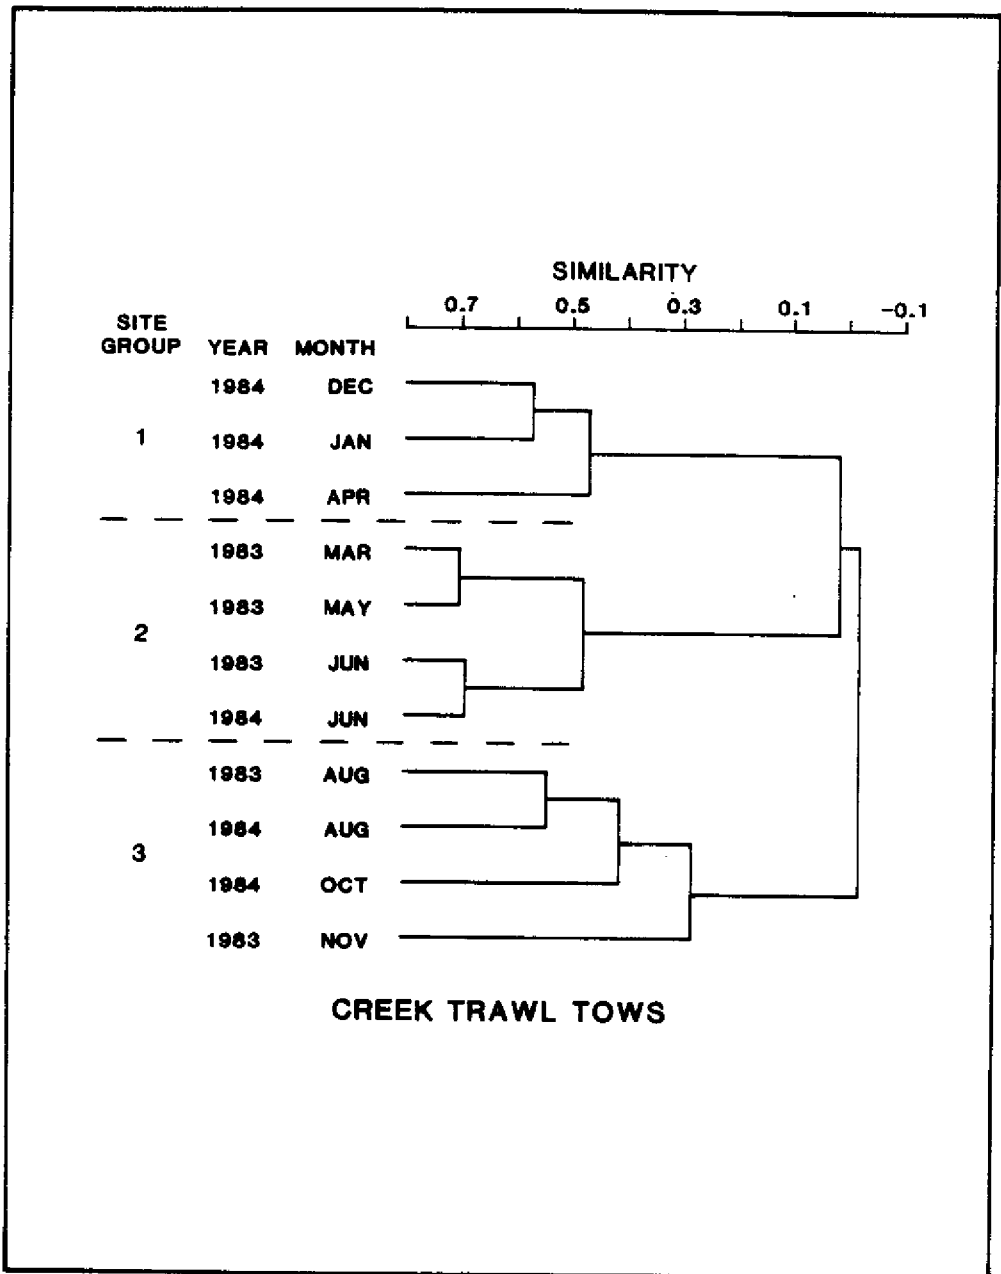 SIMILARITY
0.7 0.5 0.3 0.1 -0.1
SITE
GROUP YEAR MONTH
1984 DEC
1 1984 JAN
1984 APR
1983 MAR
1983 MAY
2
1983 JUN
1984 JUN
1983 AUG
1984 AUG
3
1984 OCT
1983 NOV
CREEK TRAWL TOWS